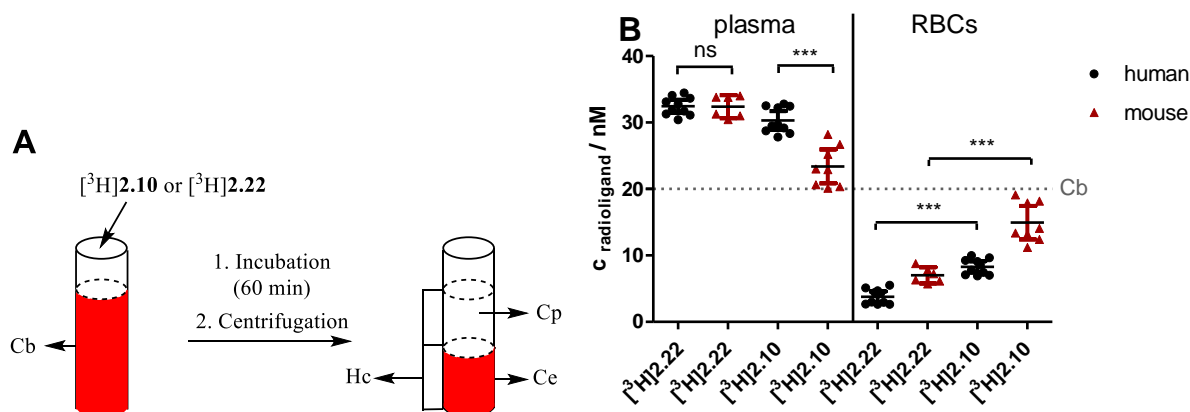 A
[³H]2.10 or [³H]2.22
Cb
1. Incubation
(60 min)
2. Centrifugation
Hc
Cp
Ce
B
plasma
RBCs
ns
***
***
***
c radioligand / nM
40
30
20
10
0
Cb
human
mouse
[³H]2.22
[³H]2.22
[³H]2.10
[³H]2.10
[³H]2.22
[³H]2.22
[³H]2.10
[³H]2.10